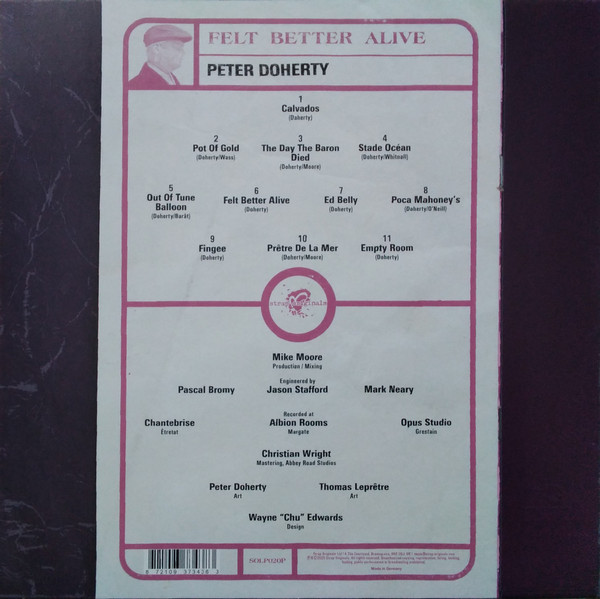 FELT BETTER ALIVE
PETER DOHERTY
1
Calvados
(Doherty)
2
Pot Of Gold
(Doherty/Wass)
3
The Day The Baron
Died
(Doherty/Moore)
4
Stade Océan
(Doherty/Whitnall)
5
Out Of Tune
Balloon
(Doherty/Barât)
6
Felt Better Alive
(Doherty)
7
Ed Belly
(Doherty)
8
Poca Mahoney's
(Doherty/O'Neill)
9
Fingee
(Doherty)
10
Prêtre De La Mer
(Doherty/Moore)
11
Empty Room
(Doherty)
Mike Moore
Production / Mixing
Engineered by
Pascal Bromy
Jason Stafford
Mark Neary
Recorded at
Chantebrise
Étretat
Albion Rooms
Margate
Opus Studio
Grestain
Christian Wright
Mastering, Abbey Road Studios
Peter Doherty
Art
Thomas Leprêtre
Art
Wayne “Chu” Edwards
Design
SOLP020P
Made in Germany